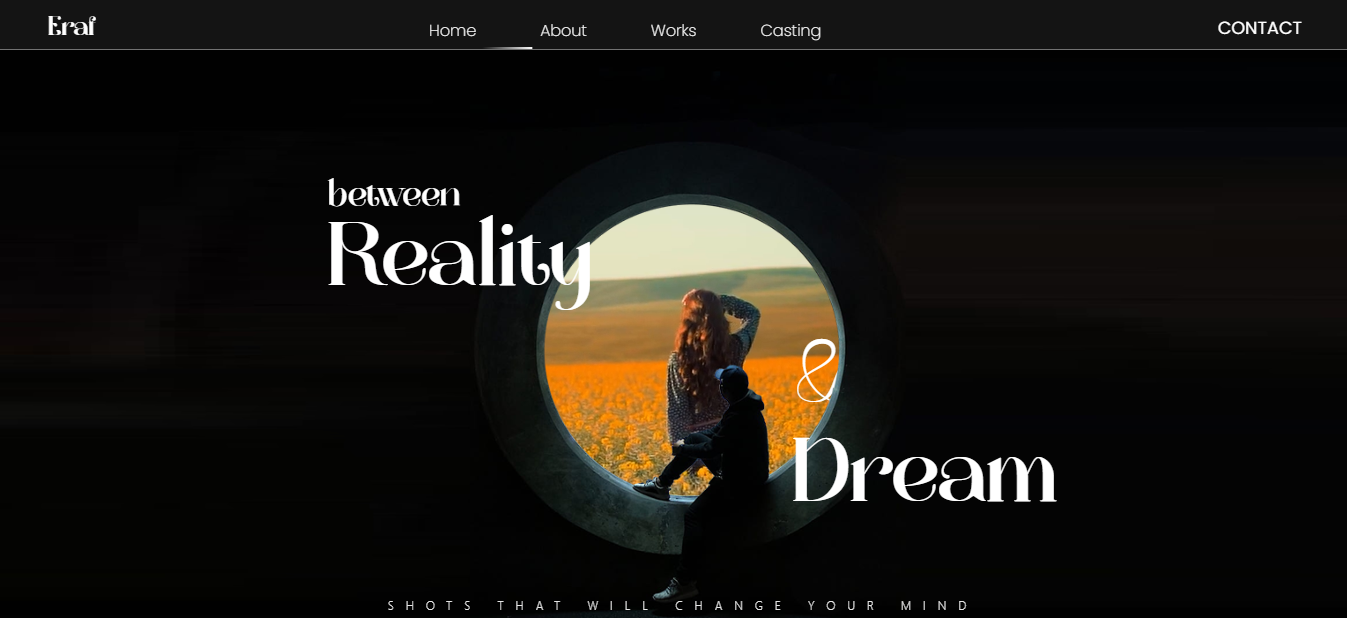 Eraf
Home About Works Casting
CONTACT
between
Reality
&
Dream
SHOTS THAT WILL CHANGE YOUR MIND